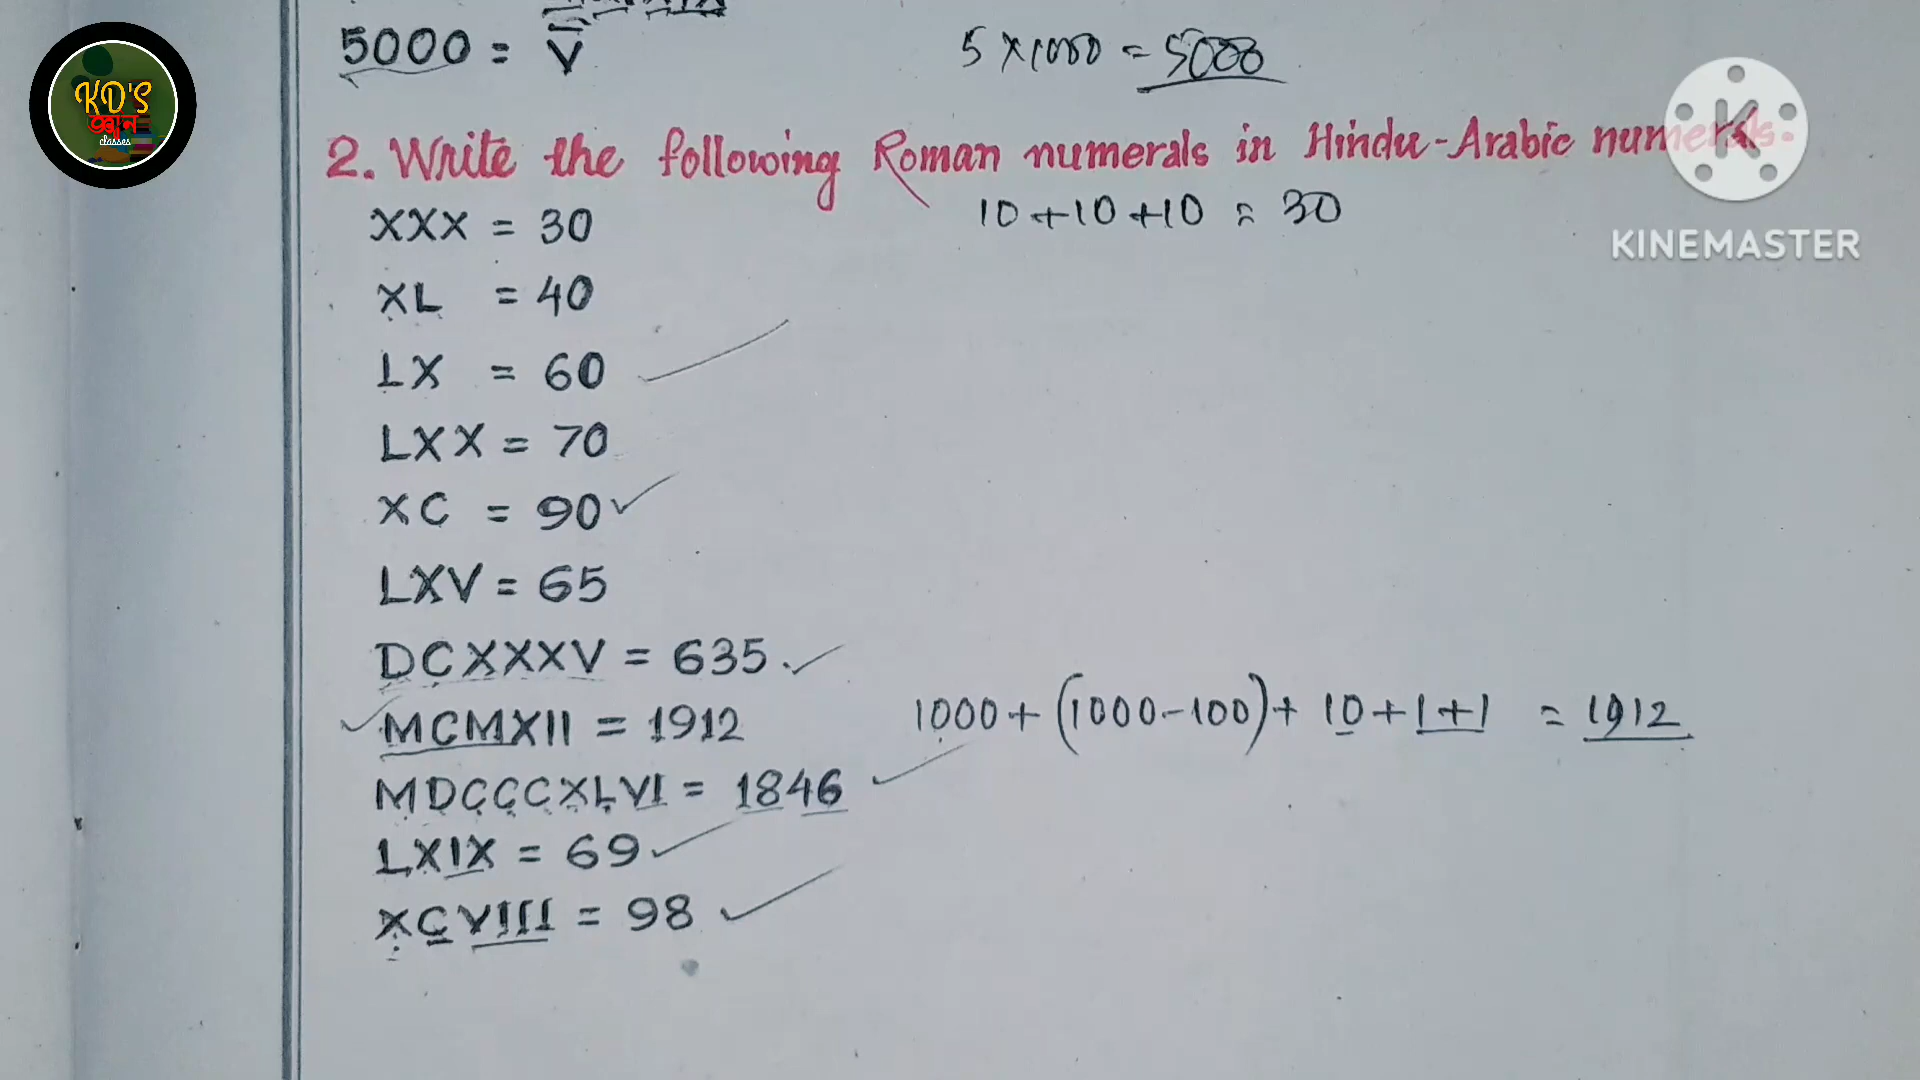 KD'S
জ্ঞান
classes
5000 = V̅
5 x 1000 = 5000
2. Write the following Roman numerals in Hindu-Arabic numerals.
KINEMASTER
XXX = 30
10 + 10 + 10 = 30
XL = 40
LX = 60
LXX = 70
XC = 90
LXV = 65
DCXXXV = 635
MCMXII = 1912
1000 + (1000-100) + 10 + 1 + 1 = 1912
MDCCCXLVI = 1846
LXIX = 69
XCVIII = 98